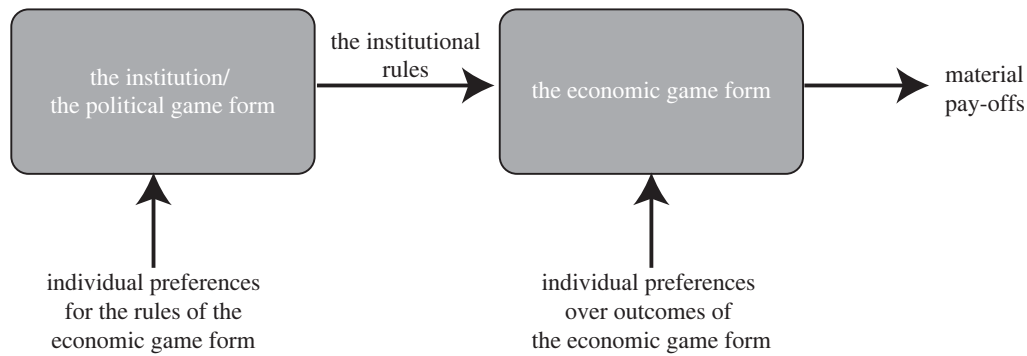 the institution/
the political game form
the institutional
rules
the economic game form
material
pay-offs
individual preferences
for the rules of the
economic game form
individual preferences
over outcomes of
the economic game form